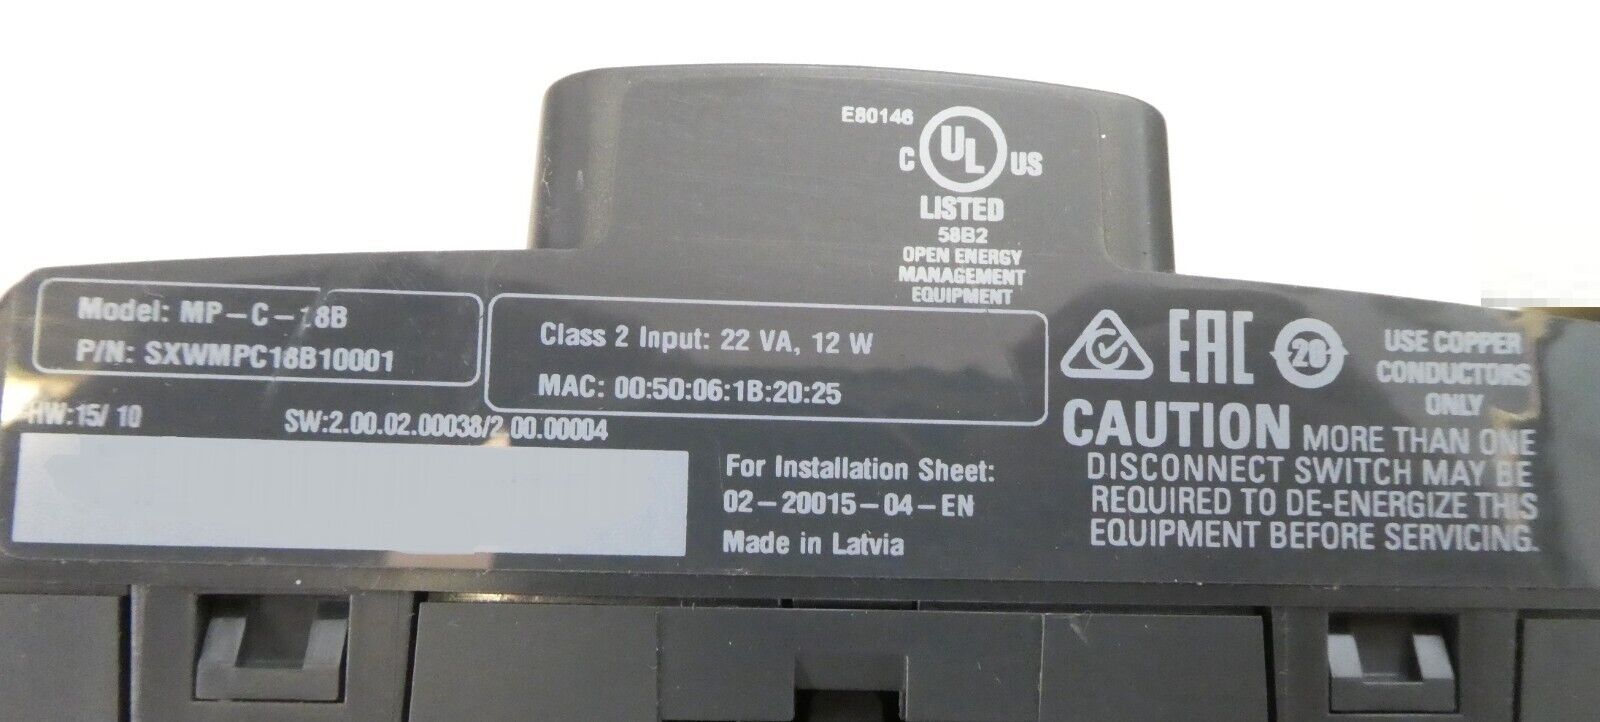 E80146
C UL US
LISTED
58B2
OPEN ENERGY
MANAGEMENT
EQUIPMENT
Model: MP-C-18B
P/N: SXWMPC18B10001
Class 2 Input: 22 VA, 12 W
MAC: 00:50:06:1B:20:25
HW:15/ 10
SW:2.00.02.00038/2.00.00004
For Installation Sheet:
02-20015-04-EN
Made in Latvia
EAC
20
USE COPPER
CONDUCTORS
ONLY
CAUTION MORE THAN ONE
DISCONNECT SWITCH MAY BE
REQUIRED TO DE-ENERGIZE THIS
EQUIPMENT BEFORE SERVICING.